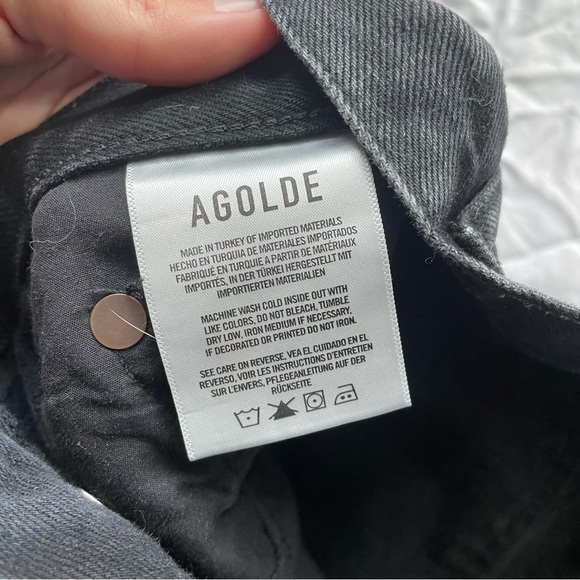 AGOLDE
MADE IN TURKEY OF IMPORTED MATERIALS
HECHO EN TURQUIA DE MATERIALES IMPORTADOS
FABRIQUÉ EN TURQUIE A PARTIR DE MATÉRIAUX
IMPORTÉS, IN DER TÜRKEI HERGESTELLT MIT
IMPORTIERTEN MATERIALIEN
MACHINE WASH COLD INSIDE OUT WITH
LIKE COLORS, DO NOT BLEACH, TUMBLE
DRY LOW, IRON MEDIUM IF NECESSARY,
IF DECORATED OR PRINTED DO NOT IRON.
SEE CARE ON REVERSE, VEA EL CUIDADO EN EL
REVERSO, VOIR LES INSTRUCTIONS D'ENTRETIEN
SUR L'ENVERS, PFLEGEANLEITUNG AUF DER
RÜCKSEITE